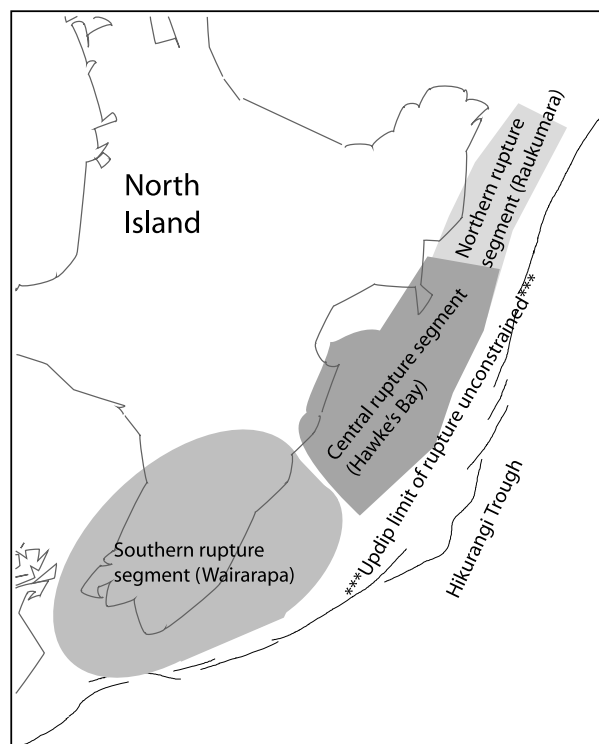 North
Island
Northern rupture
segment (Raukumara)
Central rupture segment
(Hawke's Bay)
***Updip limit of rupture unconstrained***
Hikurangi Trough
Southern rupture
segment (Wairarapa)